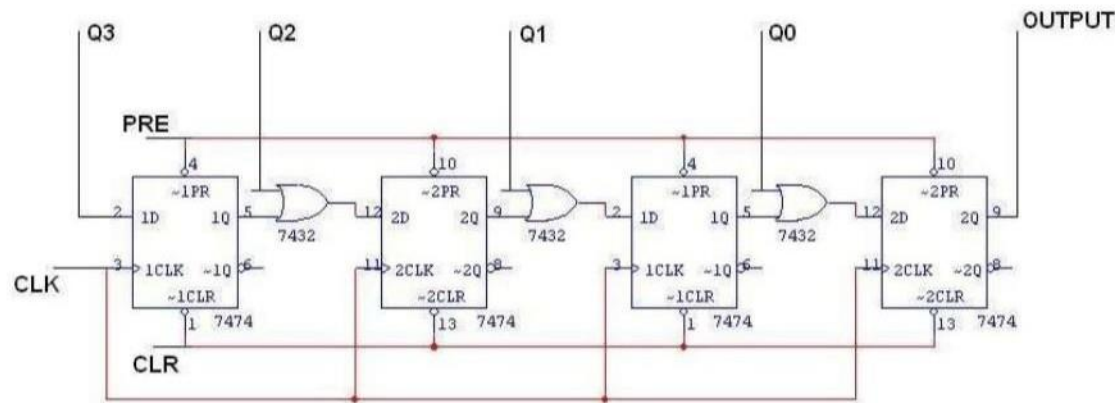 Q3 Q2 Q1 Q0 OUTPUT
PRE
4 10 4 10
~1PR ~2PR ~1PR ~2PR
2 1D 1Q 5 12 2D 2Q 9 2 1D 1Q 5 12 2D 2Q 9
7432 7432 7432
CLK 3 1CLK ~1Q 6 11 2CLK ~2Q 8 3 1CLK ~1Q 6 11 2CLK ~2Q 8
~1CLR ~2CLR ~1CLR ~2CLR
1 7474 13 7474 1 7474 13 7474
CLR